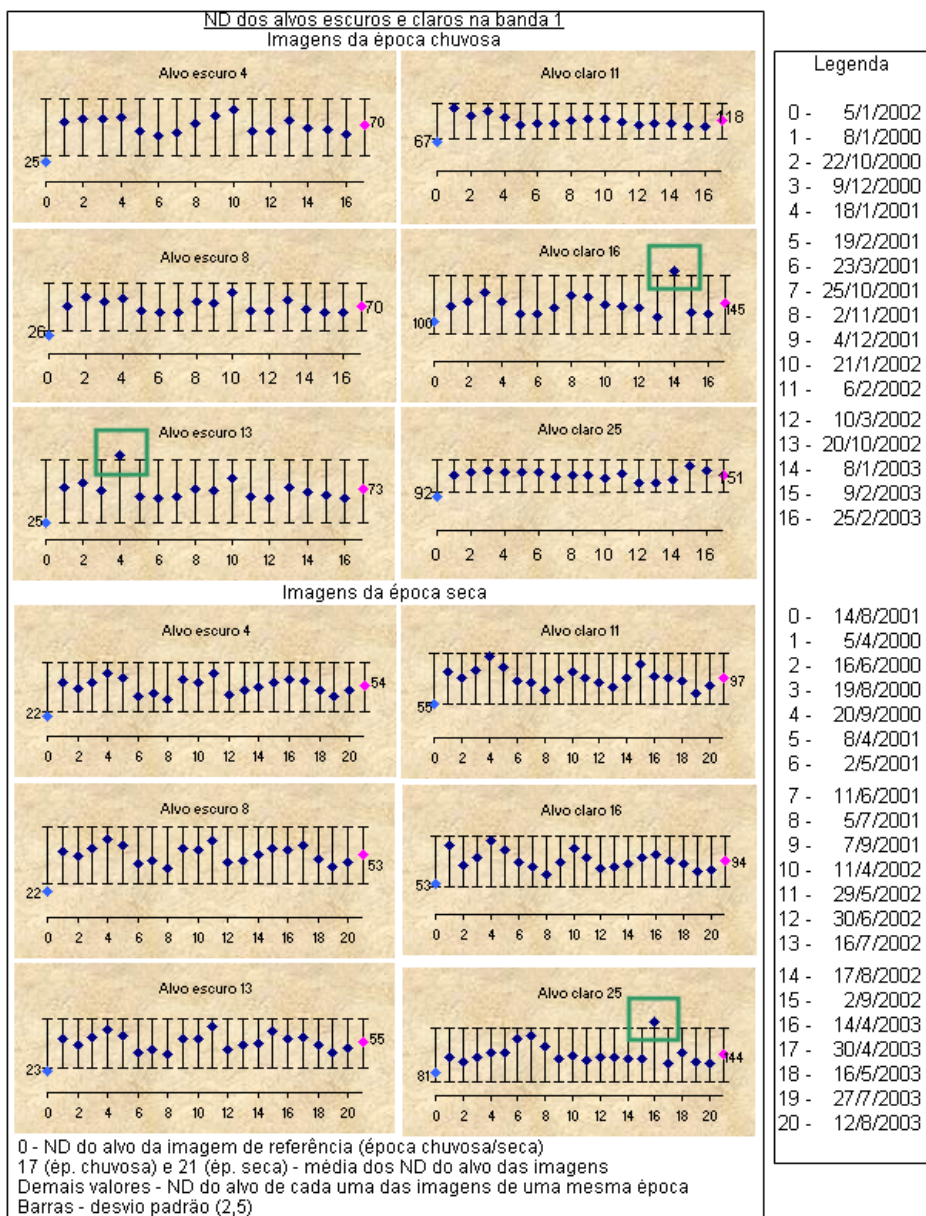 ND dos alvos escuros e claros na banda 1
Imagens da época chuvosa
Alvo escuro 4
25
70
0 2 4 6 8 10 12 14 16
Alvo claro 11
67
118
0 2 4 6 8 10 12 14 16
Alvo escuro 8
26
70
0 2 4 6 8 10 12 14 16
Alvo claro 16
100
145
0 2 4 6 8 10 12 14 16
Alvo escuro 13
25
73
0 2 4 6 8 10 12 14 16
Alvo claro 25
92
151
0 2 4 6 8 10 12 14 16
Imagens da época seca
Alvo escuro 4
22
54
0 2 4 6 8 10 12 14 16 18 20
Alvo claro 11
55
97
0 2 4 6 8 10 12 14 16 18 20
Alvo escuro 8
22
53
0 2 4 6 8 10 12 14 16 18 20
Alvo claro 16
53
94
0 2 4 6 8 10 12 14 16 18 20
Alvo escuro 13
23
55
0 2 4 6 8 10 12 14 16 18 20
Alvo claro 25
81
144
0 2 4 6 8 10 12 14 16 18 20
0 - ND do alvo da imagem de referência (época chuvosa/seca)
17 (ép. chuvosa) e 21 (ép. seca) - média dos ND do alvo das imagens
Demais valores - ND do alvo de cada uma das imagens de uma mesma época
Barras - desvio padrão (2,5)
Legenda
0 - 5/1/2002
1 - 8/1/2000
2 - 22/10/2000
3 - 9/12/2000
4 - 18/1/2001
5 - 19/2/2001
6 - 23/3/2001
7 - 25/10/2001
8 - 2/11/2001
9 - 4/12/2001
10 - 21/1/2002
11 - 6/2/2002
12 - 10/3/2002
13 - 20/10/2002
14 - 8/1/2003
15 - 9/2/2003
16 - 25/2/2003
0 - 14/8/2001
1 - 5/4/2000
2 - 16/6/2000
3 - 19/8/2000
4 - 20/9/2000
5 - 8/4/2001
6 - 2/5/2001
7 - 11/6/2001
8 - 5/7/2001
9 - 7/9/2001
10 - 11/4/2002
11 - 29/5/2002
12 - 30/6/2002
13 - 16/7/2002
14 - 17/8/2002
15 - 2/9/2002
16 - 14/4/2003
17 - 30/4/2003
18 - 16/5/2003
19 - 27/7/2003
20 - 12/8/2003